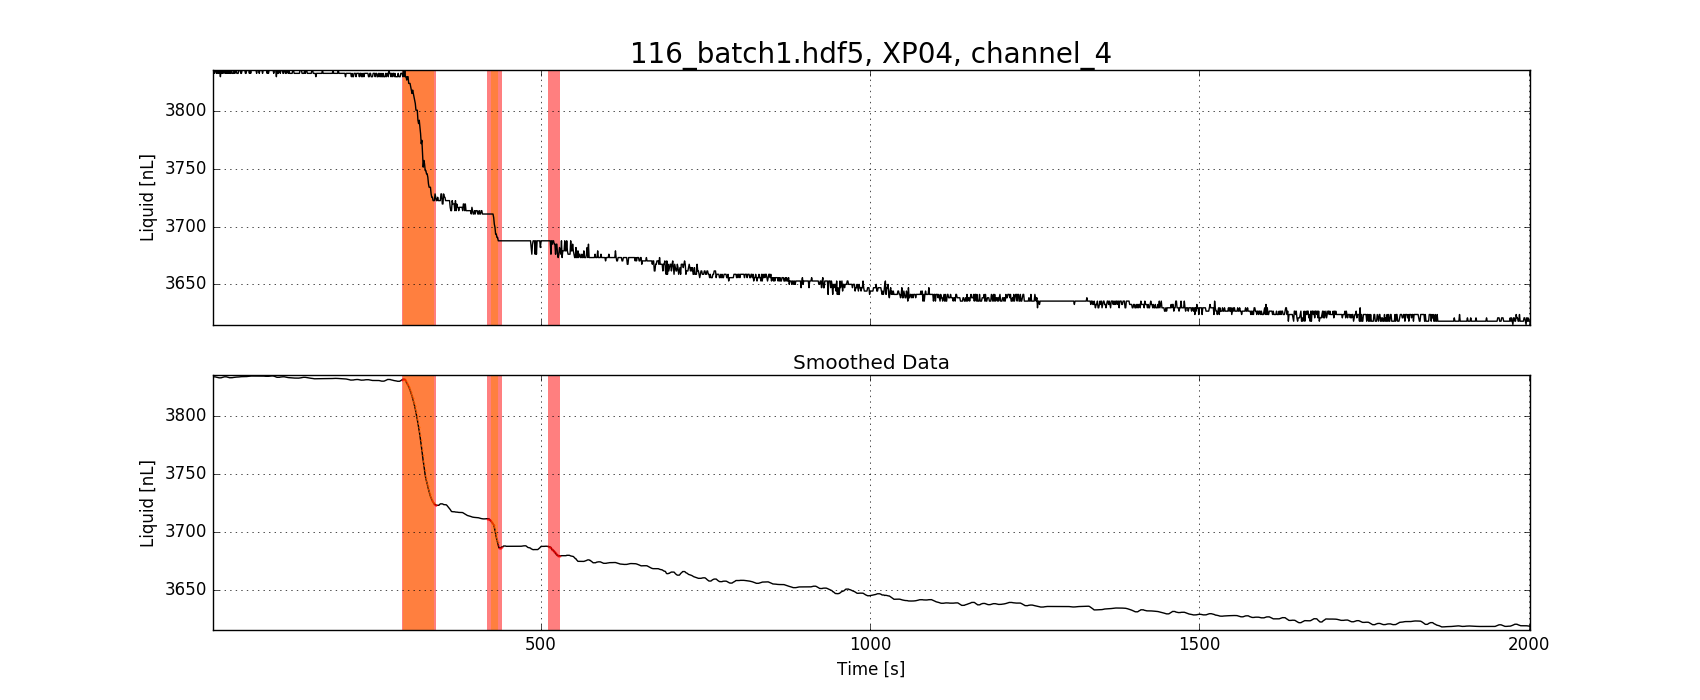 116_batch1.hdf5, XP04, channel_4
3800
3750
3700
3650
Liquid [nL]
Smoothed Data
3800
3750
3700
3650
Liquid [nL]
500
1000
1500
2000
Time [s]